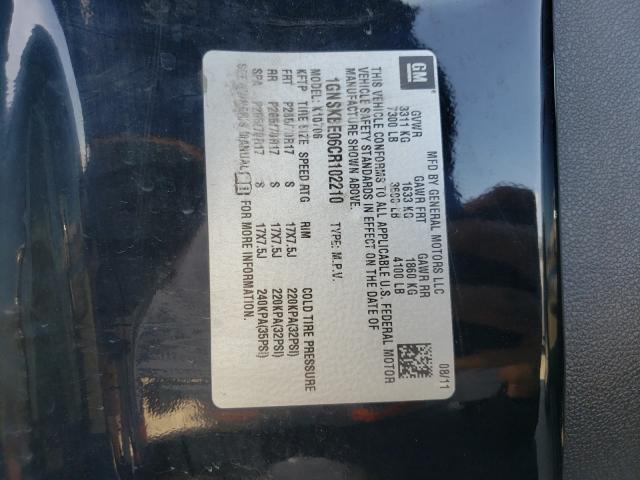 GM
MFD BY GENERAL MOTORS LLC
08/11
GVWR GAWR FRT GAWR RR
3311 KG 1633 KG 1860 KG
7300 LB 3600 LB 4100 LB
THIS VEHICLE CONFORMS TO ALL APPLICABLE U.S. FEDERAL MOTOR
VEHICLE SAFETY STANDARDS IN EFFECT ON THE DATE OF
MANUFACTURE SHOWN ABOVE.
1GNSKBE06CR102210 TYPE: M.P.V.
MODEL: K10706
KFTP TIRE SIZE SPEED RTG RIM COLD TIRE PRESSURE
FRT P265/70R17 S 17X7.5J 220KPA(32PSI)
RR P265/70R17 S 17X7.5J 220KPA(32PSI)
SPA P265/70R17 S 17X7.5J 240KPA(35PSI)
SEE OWNERS MANUAL FOR MORE INFORMATION.